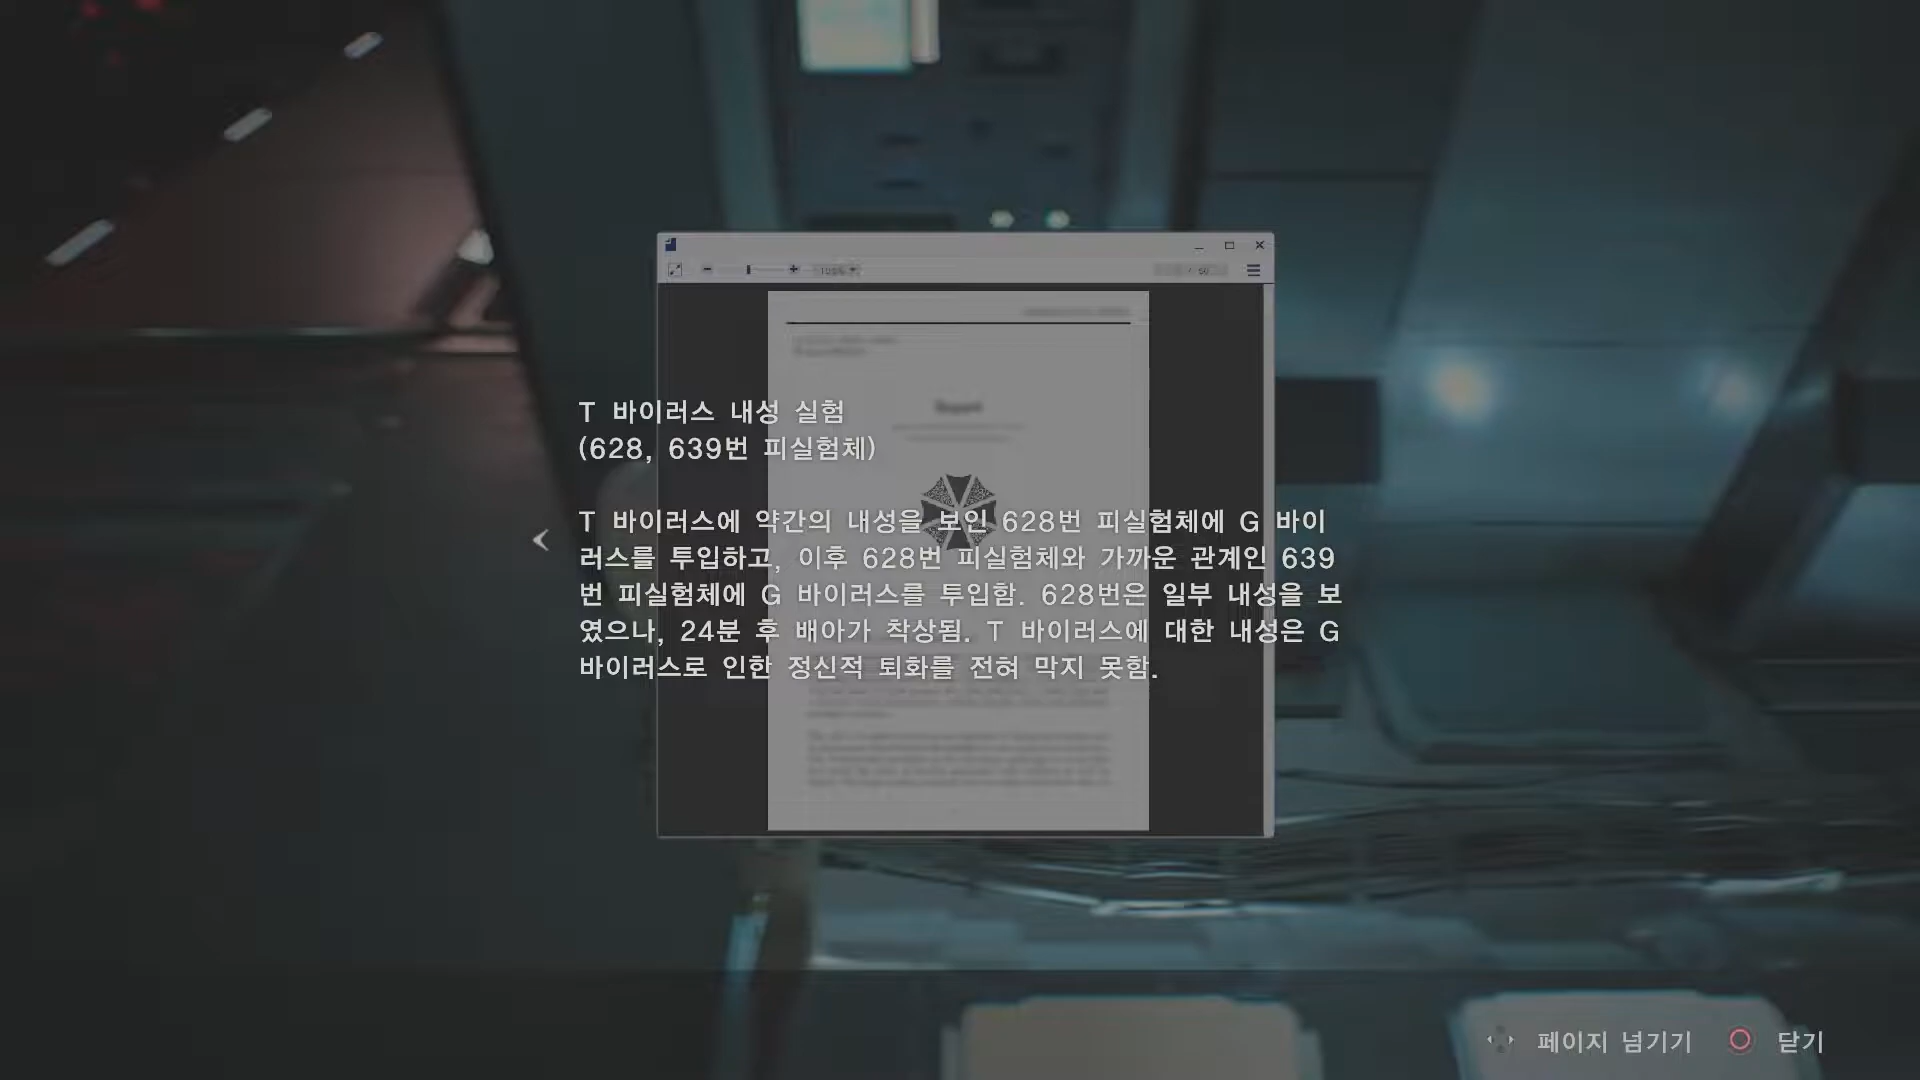 T 바이러스 내성 실험
(628, 639번 피실험체)
T 바이러스에 약간의 내성을 보인 628번 피실험체에 G 바이
러스를 투입하고, 이후 628번 피실험체와 가까운 관계인 639
번 피실험체에 G 바이러스를 투입함. 628번은 일부 내성을 보
였으나, 24분 후 배아가 착상됨. T 바이러스에 대한 내성은 G
바이러스로 인한 정신적 퇴화를 전혀 막지 못함.
페이지 넘기기 닫기